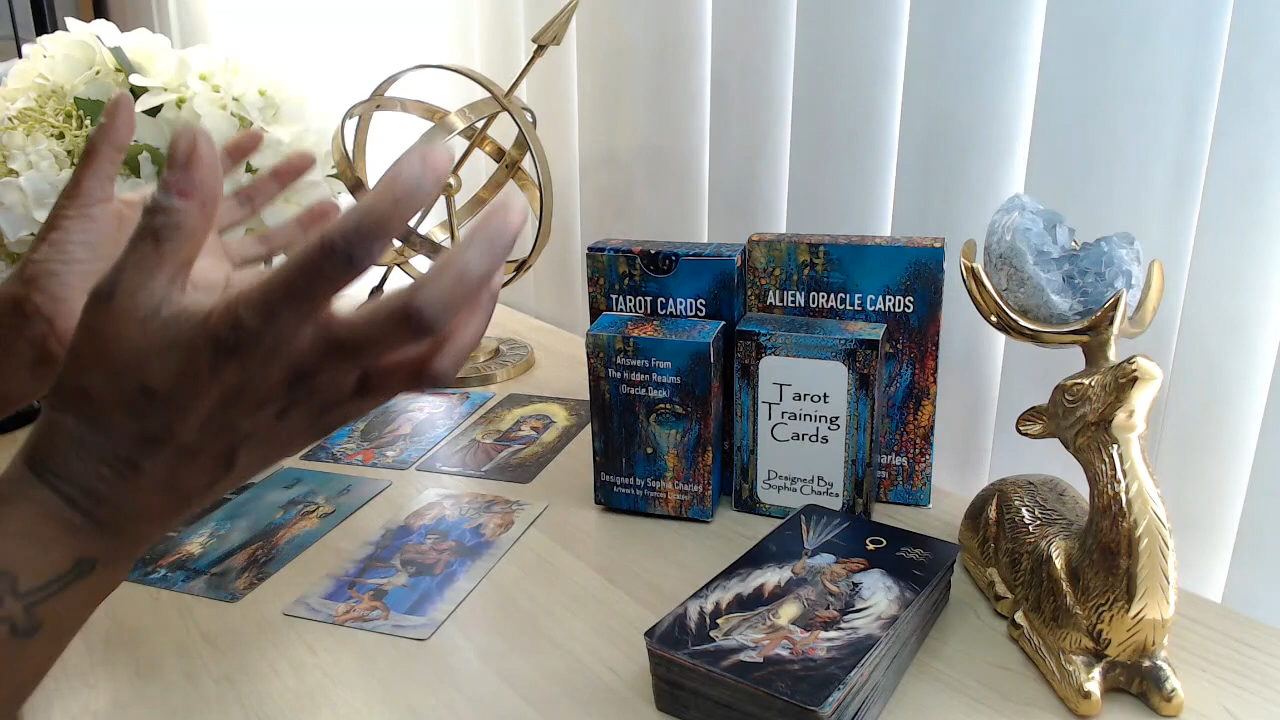 TAROT CARDS
ALIEN ORACLE CARDS
Answers From
The Hidden Realms
(Oracle Deck)
Designed by Sophia Charles
Artwork by Frances
Tarot
Training
Cards
Designed By
Sophia Charles
harles